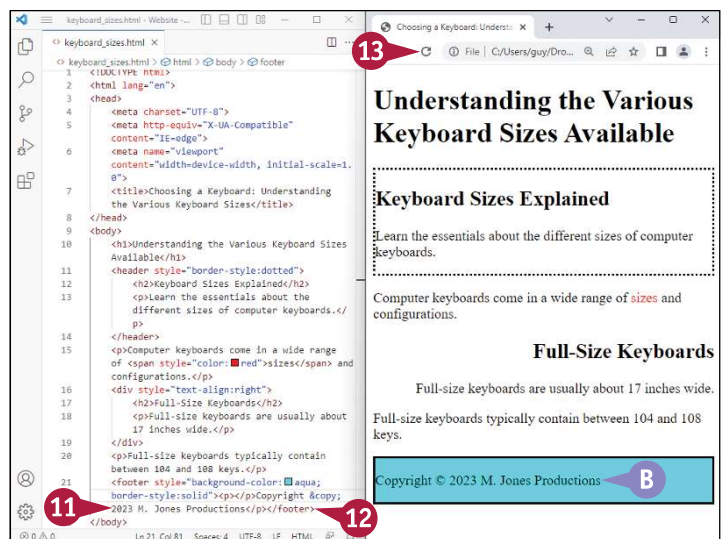 keyboard_sizes.html - Website -...
keyboard_sizes.html ×
keyboard_sizes.html > html > body > footer
1 <!DOCTYPE html>
2 <html lang="en">
3 <head>
4 <meta charset="UTF-8">
5 <meta http-equiv="X-UA-Compatible"
content="IE=edge">
6 <meta name="viewport"
content="width=device-width, initial-scale=1.
0">
7 <title>Choosing a Keyboard: Understanding
the Various Keyboard Sizes</title>
8 </head>
9 <body>
10 <h1>Understanding the Various Keyboard Sizes
Available</h1>
11 <header style="border-style:dotted">
12 <h2>Keyboard Sizes Explained</h2>
13 <p>Learn the essentials about the
different sizes of computer keyboards.</
p>
14 </header>
15 <p>Computer keyboards come in a wide range
of <span style="color:red">sizes</span> and
configurations.</p>
16 <div style="text-align:right">
17 <h2>Full-Size Keyboards</h2>
18 <p>Full-size keyboards are usually about
17 inches wide.</p>
19 </div>
20 <p>Full-size keyboards typically contain
between 104 and 108 keys.</p>
21 <footer style="background-color:aqua;
border-style:solid"><p></p>Copyright &copy;
2023 M. Jones Productions</p></footer>
</body>
11
12
0 0 Ln 21, Col 81 Spaces: 4 UTF-8 LF HTML
Choosing a Keyboard: Underst
13
File C:/Users/guy/Dro...
Understanding the Various
Keyboard Sizes Available
Keyboard Sizes Explained
Learn the essentials about the different sizes of computer
keyboards.
Computer keyboards come in a wide range of sizes and
configurations.
Full-Size Keyboards
Full-size keyboards are usually about 17 inches wide.
Full-size keyboards typically contain between 104 and 108
keys.
Copyright © 2023 M. Jones Productions
B